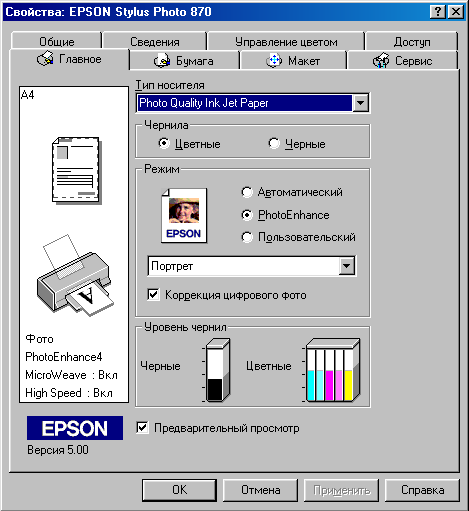 Свойства: EPSON Stylus Photo 870
Общие
Сведения
Управление цветом
Доступ
Главное
Бумага
Макет
Сервис
A4
Тип носителя
Photo Quality Ink Jet Paper
Чернила
Цветные
Черные
Режим
Автоматический
PhotoEnhance
Пользовательский
EPSON
Портрет
Коррекция цифрового фото
A
Фото
PhotoEnhance4
MicroWeave : Вкл
High Speed : Вкл
Уровень чернил
Черные
Цветные
EPSON
Версия 5.00
Предварительный просмотр
OK
Отмена
Применить
Справка